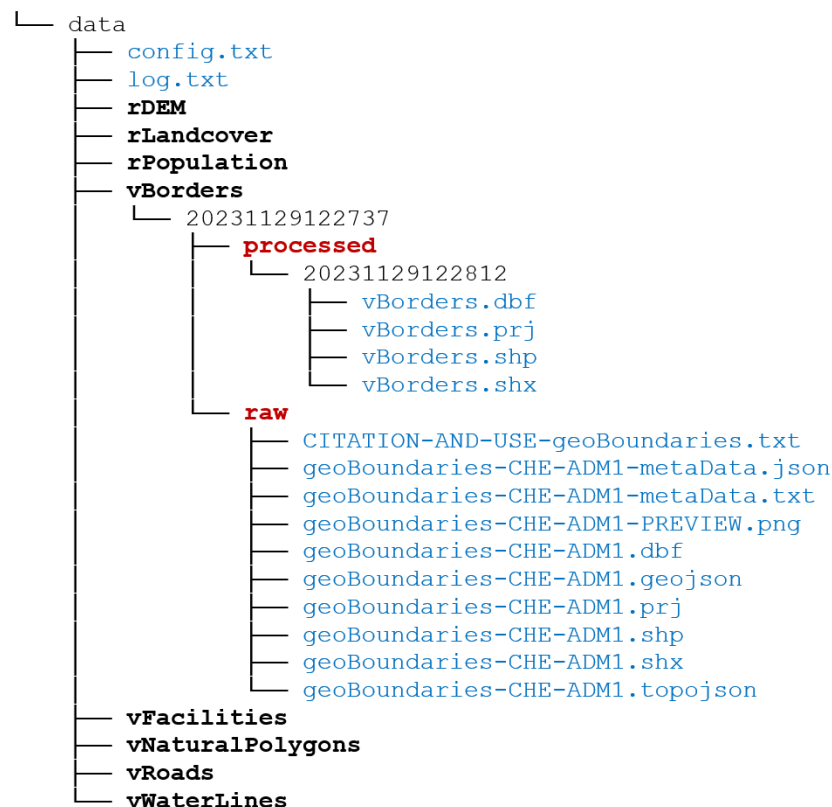 data
config.txt
log.txt
rDEM
rLandcover
rPopulation
vBorders
20231129122737
processed
20231129122812
vBorders.dbf
vBorders.prj
vBorders.shp
vBorders.shx
raw
CITATION-AND-USE-geoBoundaries.txt
geoBoundaries-CHE-ADM1-metaData.json
geoBoundaries-CHE-ADM1-metaData.txt
geoBoundaries-CHE-ADM1-PREVIEW.png
geoBoundaries-CHE-ADM1.dbf
geoBoundaries-CHE-ADM1.geojson
geoBoundaries-CHE-ADM1.prj
geoBoundaries-CHE-ADM1.shp
geoBoundaries-CHE-ADM1.shx
geoBoundaries-CHE-ADM1.topojson
vFacilities
vNaturalPolygons
vRoads
vWaterLines